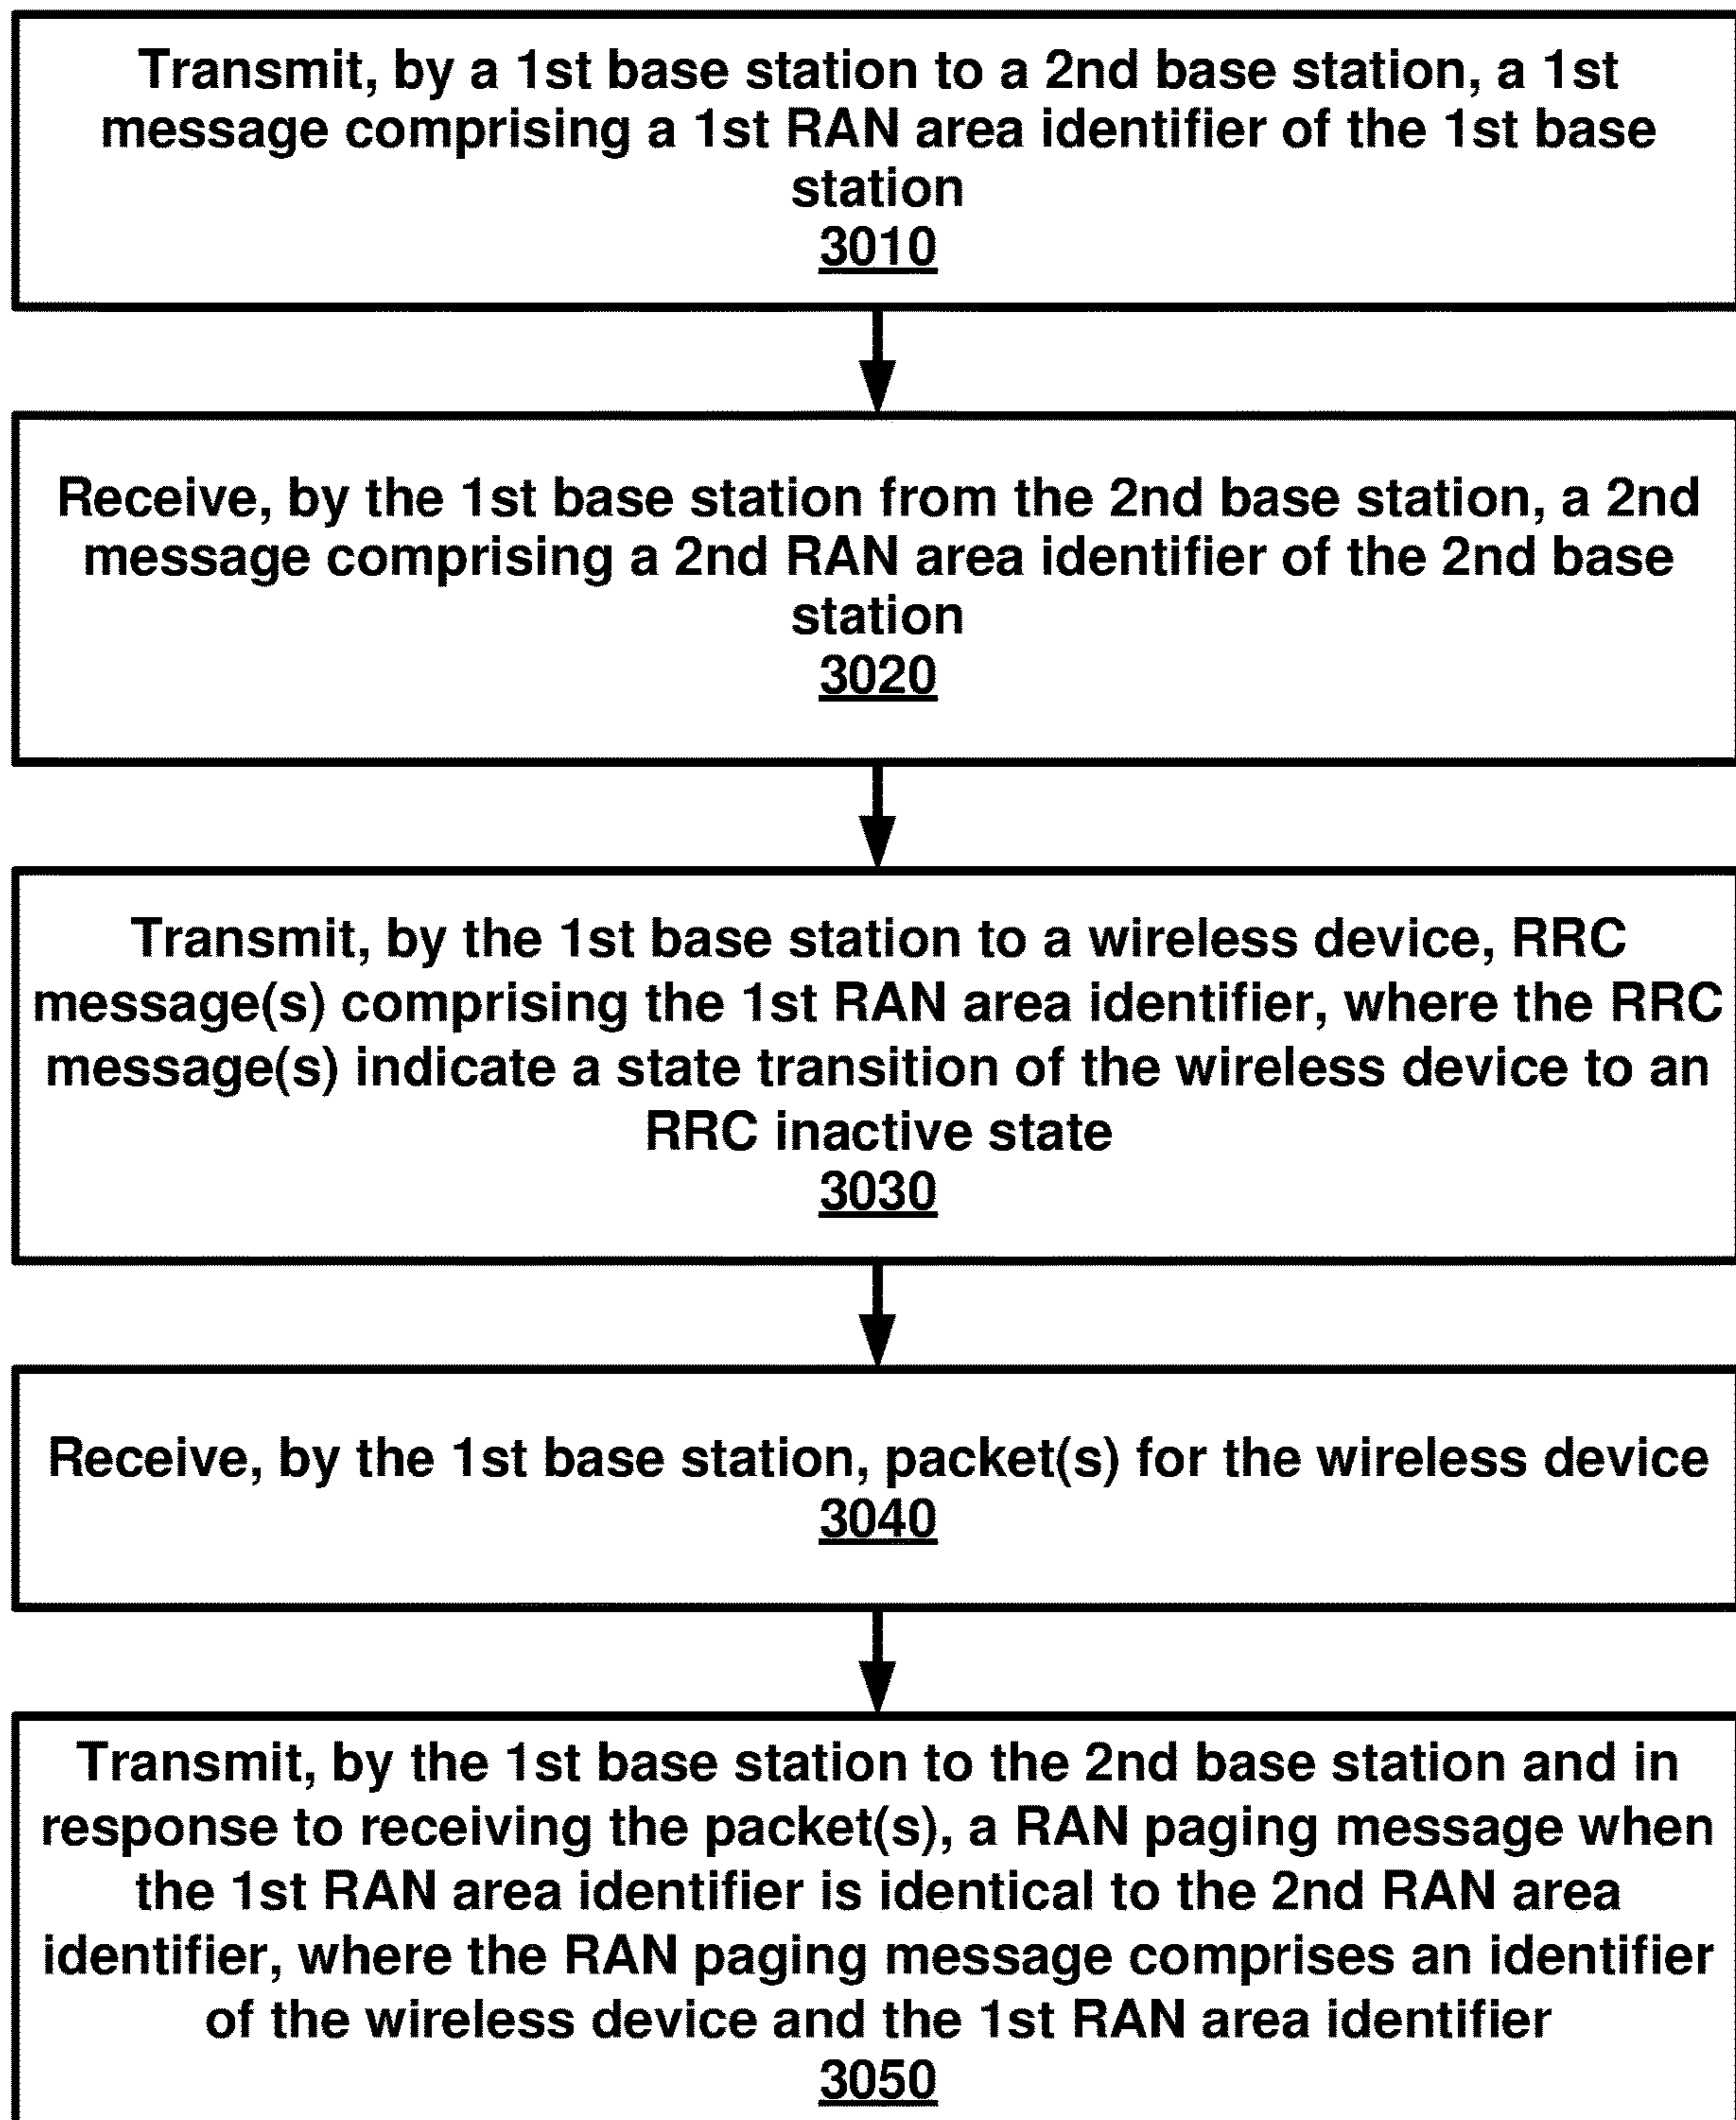 Transmit, by a 1st base station to a 2nd base station, a 1st
message comprising a 1st RAN area identifier of the 1st base
station
3010
Receive, by the 1st base station from the 2nd base station, a 2nd
message comprising a 2nd RAN area identifier of the 2nd base
station
3020
Transmit, by the 1st base station to a wireless device, RRC
message(s) comprising the 1st RAN area identifier, where the RRC
message(s) indicate a state transition of the wireless device to an
RRC inactive state
3030
Receive, by the 1st base station, packet(s) for the wireless device
3040
Transmit, by the 1st base station to the 2nd base station and in
response to receiving the packet(s), a RAN paging message when
the 1st RAN area identifier is identical to the 2nd RAN area
identifier, where the RAN paging message comprises an identifier
of the wireless device and the 1st RAN area identifier
3050